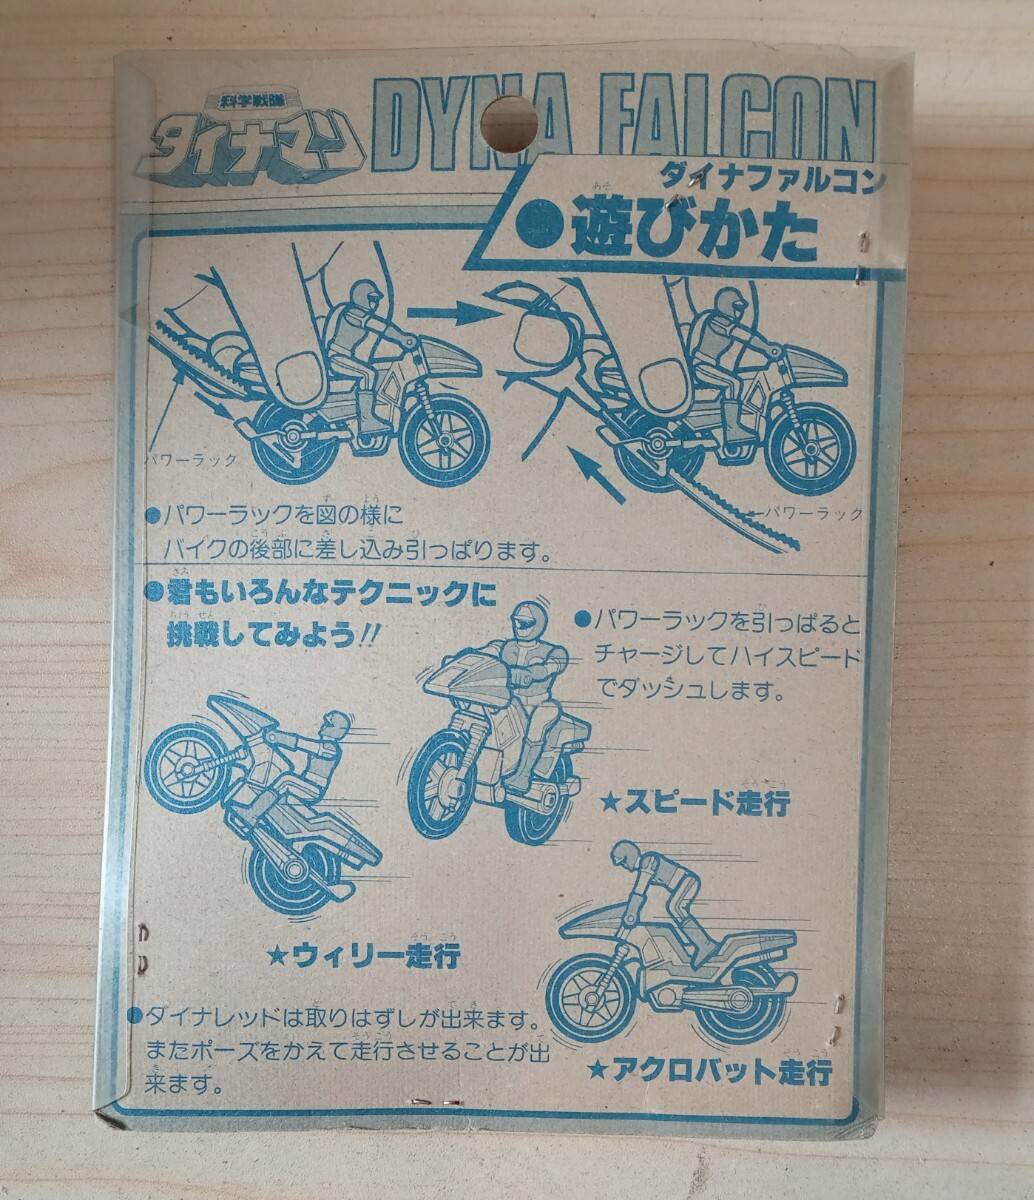 科学戦隊
ダイナマン
DYNA FALCON
ダイナファルコン
●遊びかた
パワーラック
パワーラック
●パワーラックを図の様に
バイクの後部に差し込み引っぱります。
●君もいろんなテクニックに
挑戦してみよう!!
●パワーラックを引っぱると
チャージしてハイスピード
でダッシュします。
★スピード走行
★ウィリー走行
●ダイナレッドは取りはずしが出来ます。
またポーズをかえて走行させることが出
来ます。
★アクロバット走行